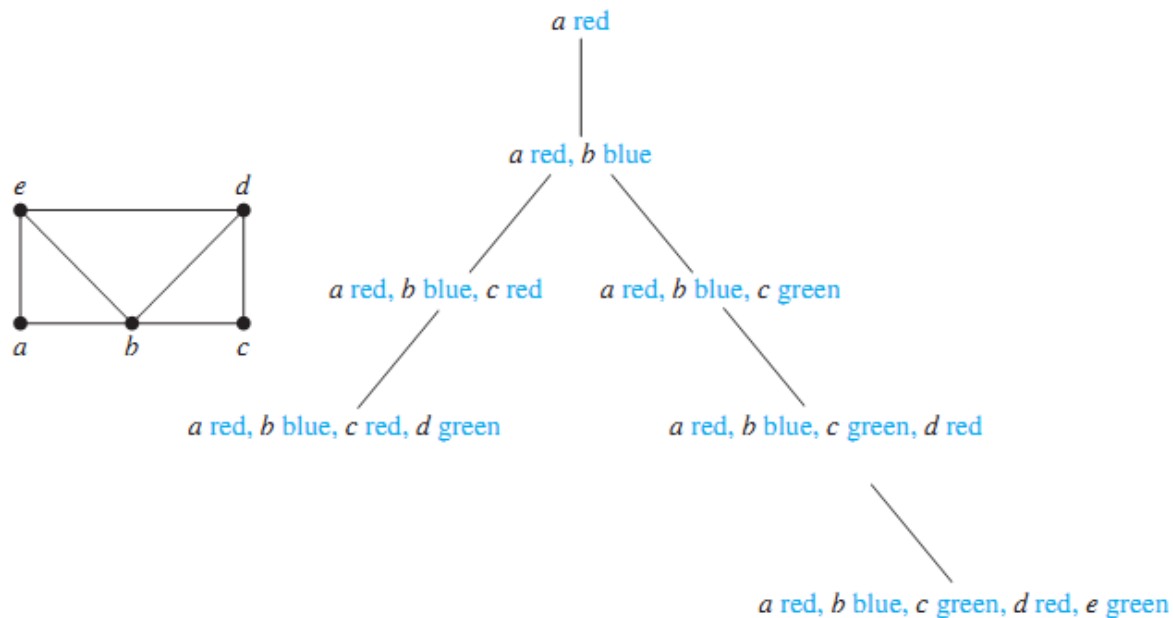 a red
a red, b blue
e d
a red, b blue, c red a red, b blue, c green
a b c
a red, b blue, c red, d green a red, b blue, c green, d red
a red, b blue, c green, d red, e green